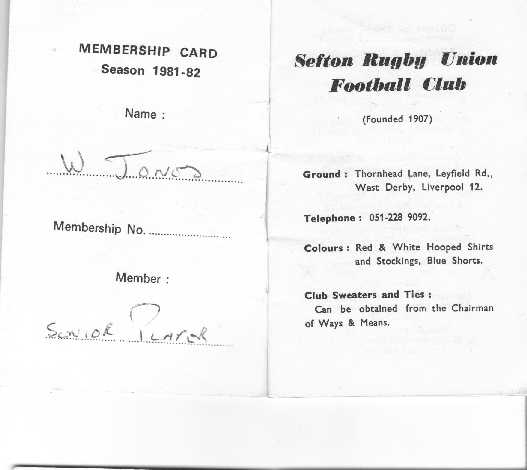 MEMBERSHIP CARD
Season 1981-82
Name :
W JONES
Membership No.
Member :
SENIOR PLAYER
Sefton Rugby Union
Football Club
(Founded 1907)
Ground : Thornhead Lane, Leyfield Rd.,
West Derby, Liverpool 12.
Telephone : 051-228 9092.
Colours : Red & White Hooped Shirts
and Stockings, Blue Shorts.
Club Sweaters and Ties :
Can be obtained from the Chairman
of Ways & Means.